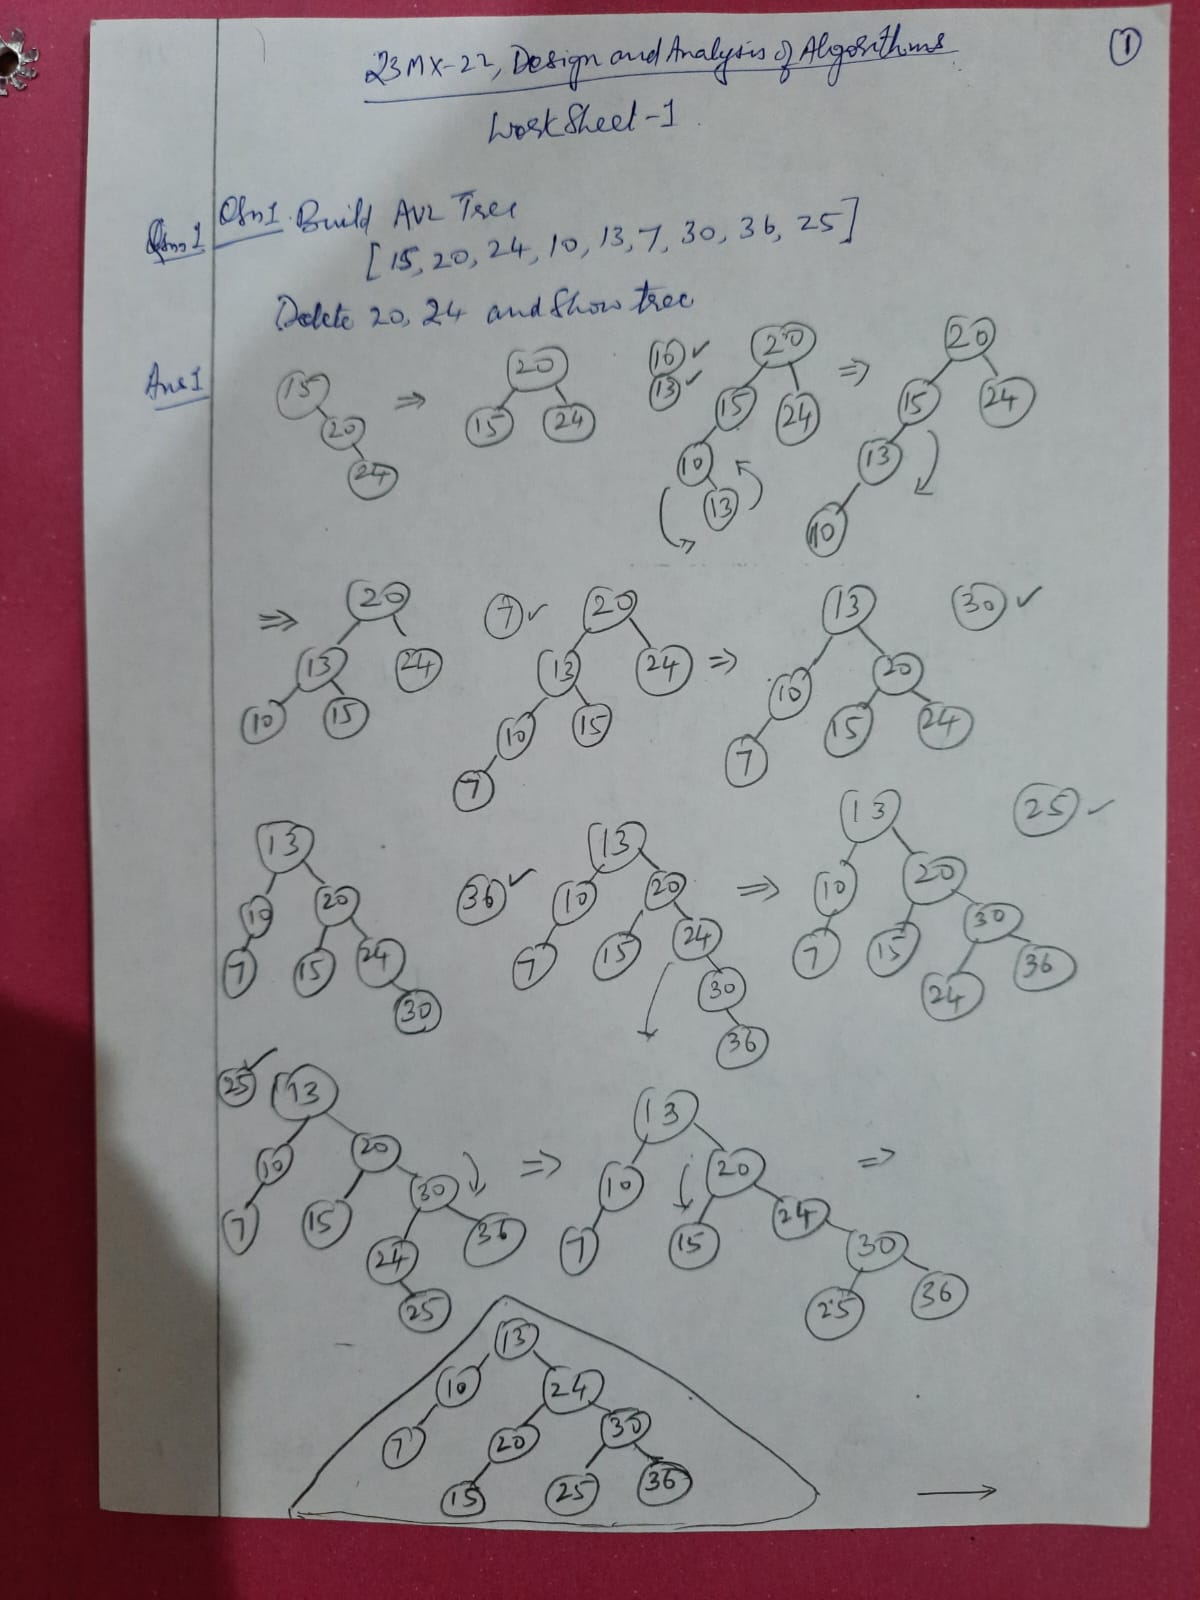 1
23MX-22, Design and Analysis of Algorithms
WorkSheet-1
Qsn 1 Qsn 1. Build AVL Tree
[15, 20, 24, 10, 13, 7, 30, 36, 25]
Delete 20, 24 and Show tree
Ans 1
15 20 10 ✓ 20 ⇒ 20
20 ⇒ 15 24 13 ✓ 15 24 15 24
24 10 13
13 10
⇒ 20 7 ✓ 20 ⇒ 13 30 ✓
13 24 13 24 10 20
10 15 10 15 15 24
7 7
13 36 ✓ 13 ⇒ 13 25 ✓
10 20 10 20 10 20
7 15 24 7 15 24 7 15 30
30 30 24 36
36
25 ✓ 13 ⇒ 13 ⇒
10 20 10 20
7 15 30 7 15 24
24 36 30
25 25 36
13
10 24
7 20 30
15 25 36 →